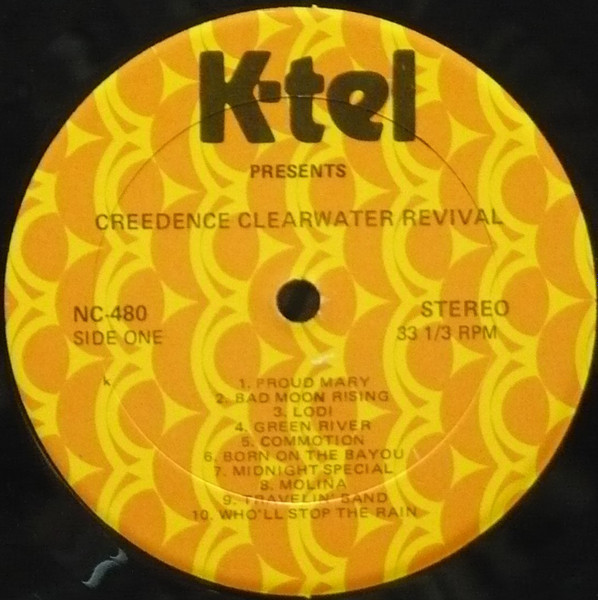 K-tel
PRESENTS
CREEDENCE CLEARWATER REVIVAL
NC-480
SIDE ONE
STEREO
33 1/3 RPM
K
1. PROUD MARY
2. BAD MOON RISING
3. LODI
4. GREEN RIVER
5. COMMOTION
6. BORN ON THE BAYOU
7. MIDNIGHT SPECIAL
8. MOLINA
9. TRAVELIN' BAND
10. WHO'LL STOP THE RAIN